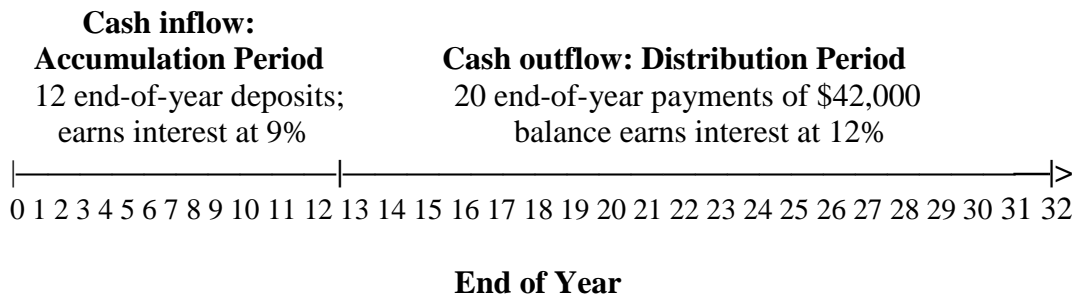 Cash inflow:
Accumulation Period Cash outflow: Distribution Period
12 end-of-year deposits; 20 end-of-year payments of $42,000
earns interest at 9% balance earns interest at 12%
0 1 2 3 4 5 6 7 8 9 10 11 12 13 14 15 16 17 18 19 20 21 22 23 24 25 26 27 28 29 30 31 32
End of Year